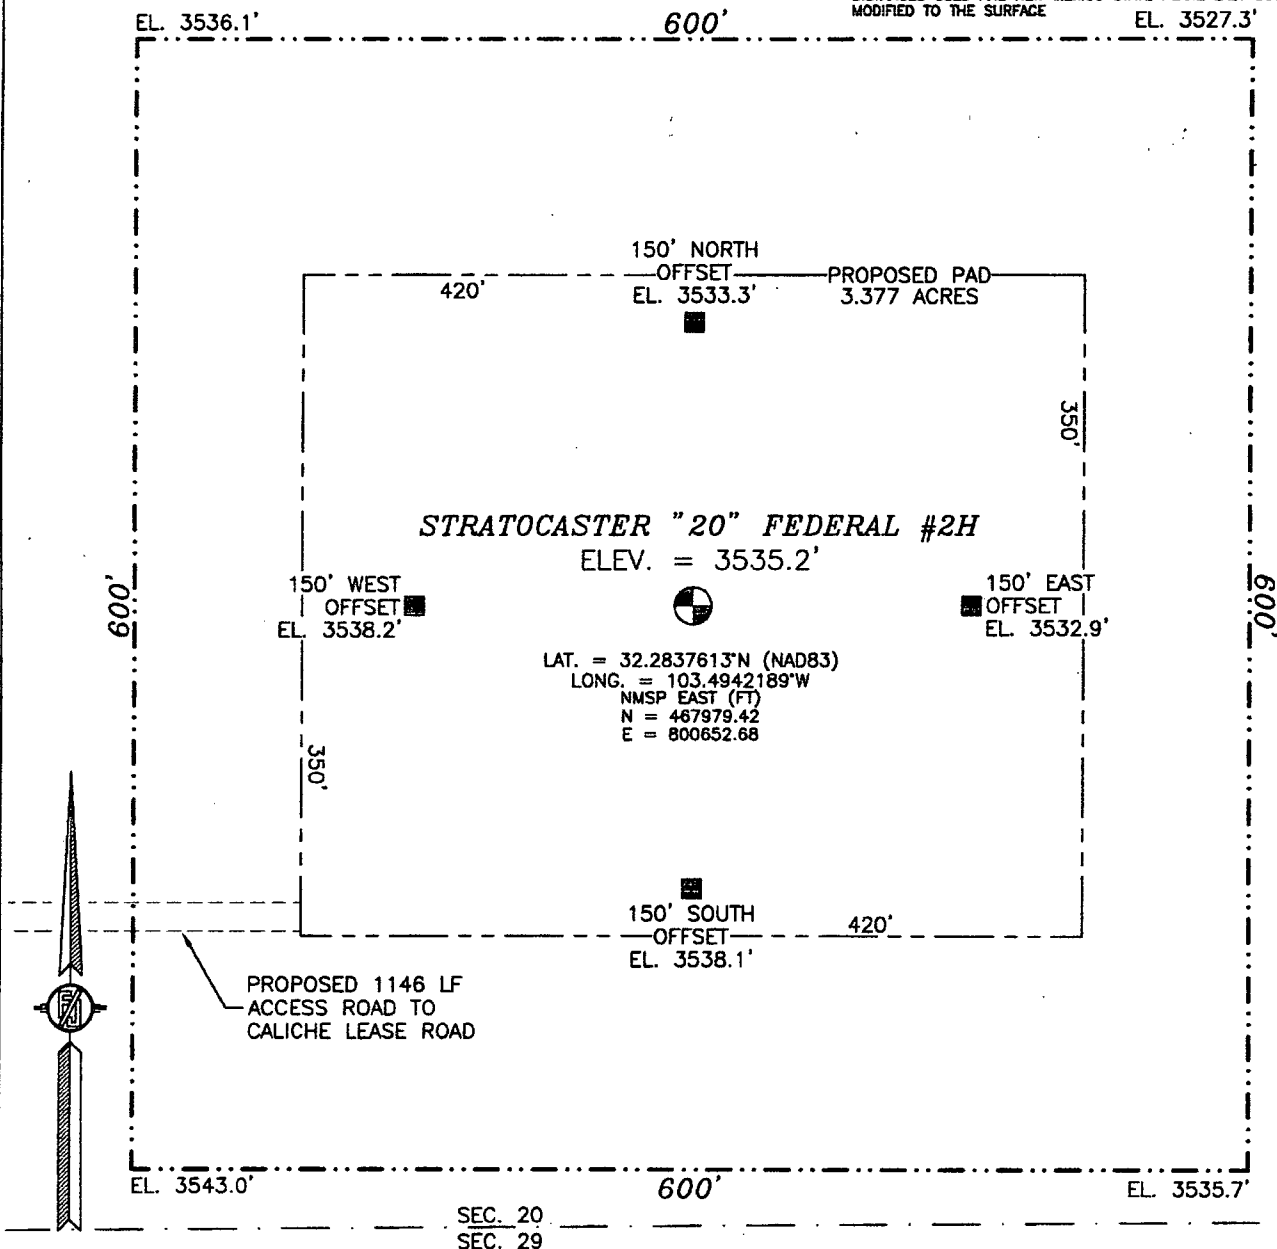 MODIFIED TO THE SURFACE
EL. 3536.1'
600'
EL. 3527.3'
150' NORTH
OFFSET
EL. 3533.3'
420'
PROPOSED PAD
3.377 ACRES
350'
STRATOCASTER "20" FEDERAL #2H
ELEV. = 3535.2'
150' WEST
OFFSET
EL. 3538.2'
150' EAST
OFFSET
EL. 3532.9'
600'
600'
LAT. = 32.2837613°N (NAD83)
LONG. = 103.4942189°W
NMSP EAST (FT)
N = 467979.42
E = 800652.68
350'
150' SOUTH
OFFSET
EL. 3538.1'
420'
PROPOSED 1146 LF
ACCESS ROAD TO
CALICHE LEASE ROAD
EL. 3543.0'
600'
EL. 3535.7'
SEC. 20
SEC. 29